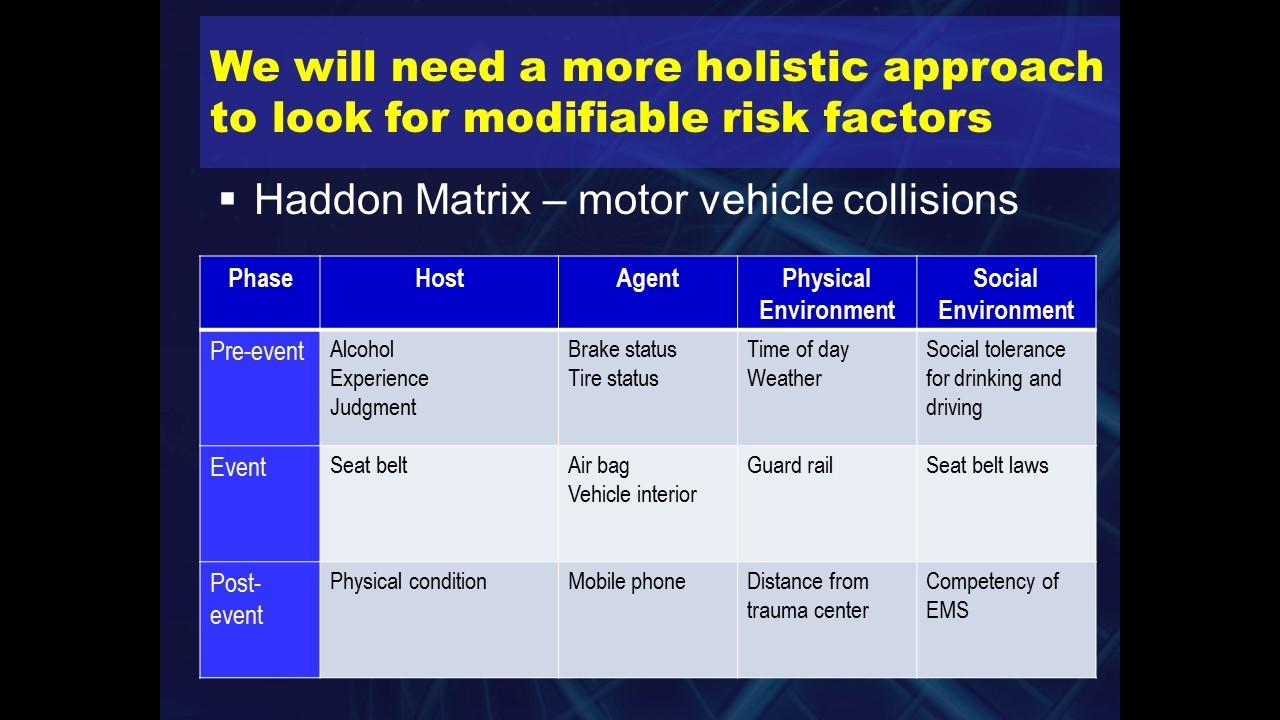 We will need a more holistic approach
to look for modifiable risk factors
▪ Haddon Matrix – motor vehicle collisions
Phase
Host
Agent
Physical
Environment
Social
Environment
Pre-event
Alcohol
Experience
Judgment
Brake status
Tire status
Time of day
Weather
Social tolerance
for drinking and
driving
Event
Seat belt
Air bag
Vehicle interior
Guard rail
Seat belt laws
Post-
event
Physical condition
Mobile phone
Distance from
trauma center
Competency of
EMS